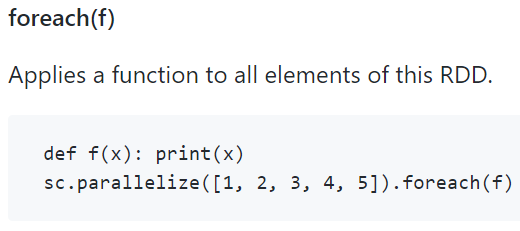 foreach(f)
Applies a function to all elements of this RDD.
def f(x): print(x)
sc.parallelize([1, 2, 3, 4, 5]).foreach(f)